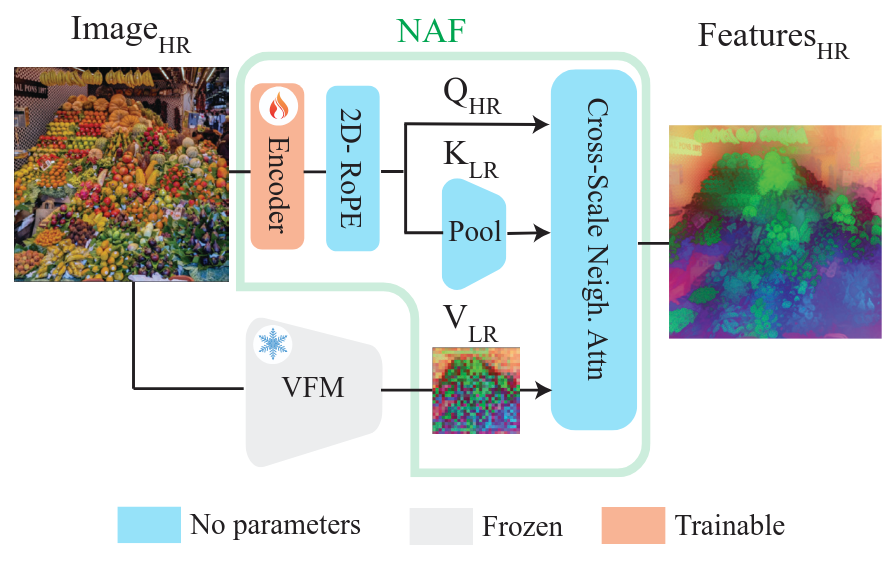 Image_HR
NAF
Features_HR
Encoder
2D- RoPE
Q_HR
K_LR
Pool
V_LR
Cross-Scale Neigh. Attn
VFM
No parameters
Frozen
Trainable